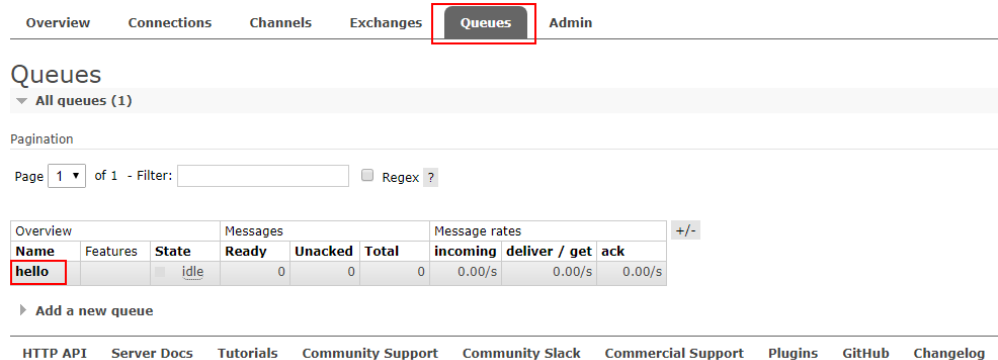 Overview Connections Channels Exchanges Queues Admin
Queues
All queues (1)
Pagination
Page 1 of 1 - Filter: Regex ?
Overview Messages Message rates +/-
Name Features State Ready Unacked Total incoming deliver / get ack
hello idle 0 0 0 0.00/s 0.00/s 0.00/s
Add a new queue
HTTP API Server Docs Tutorials Community Support Community Slack Commercial Support Plugins GitHub Changelog